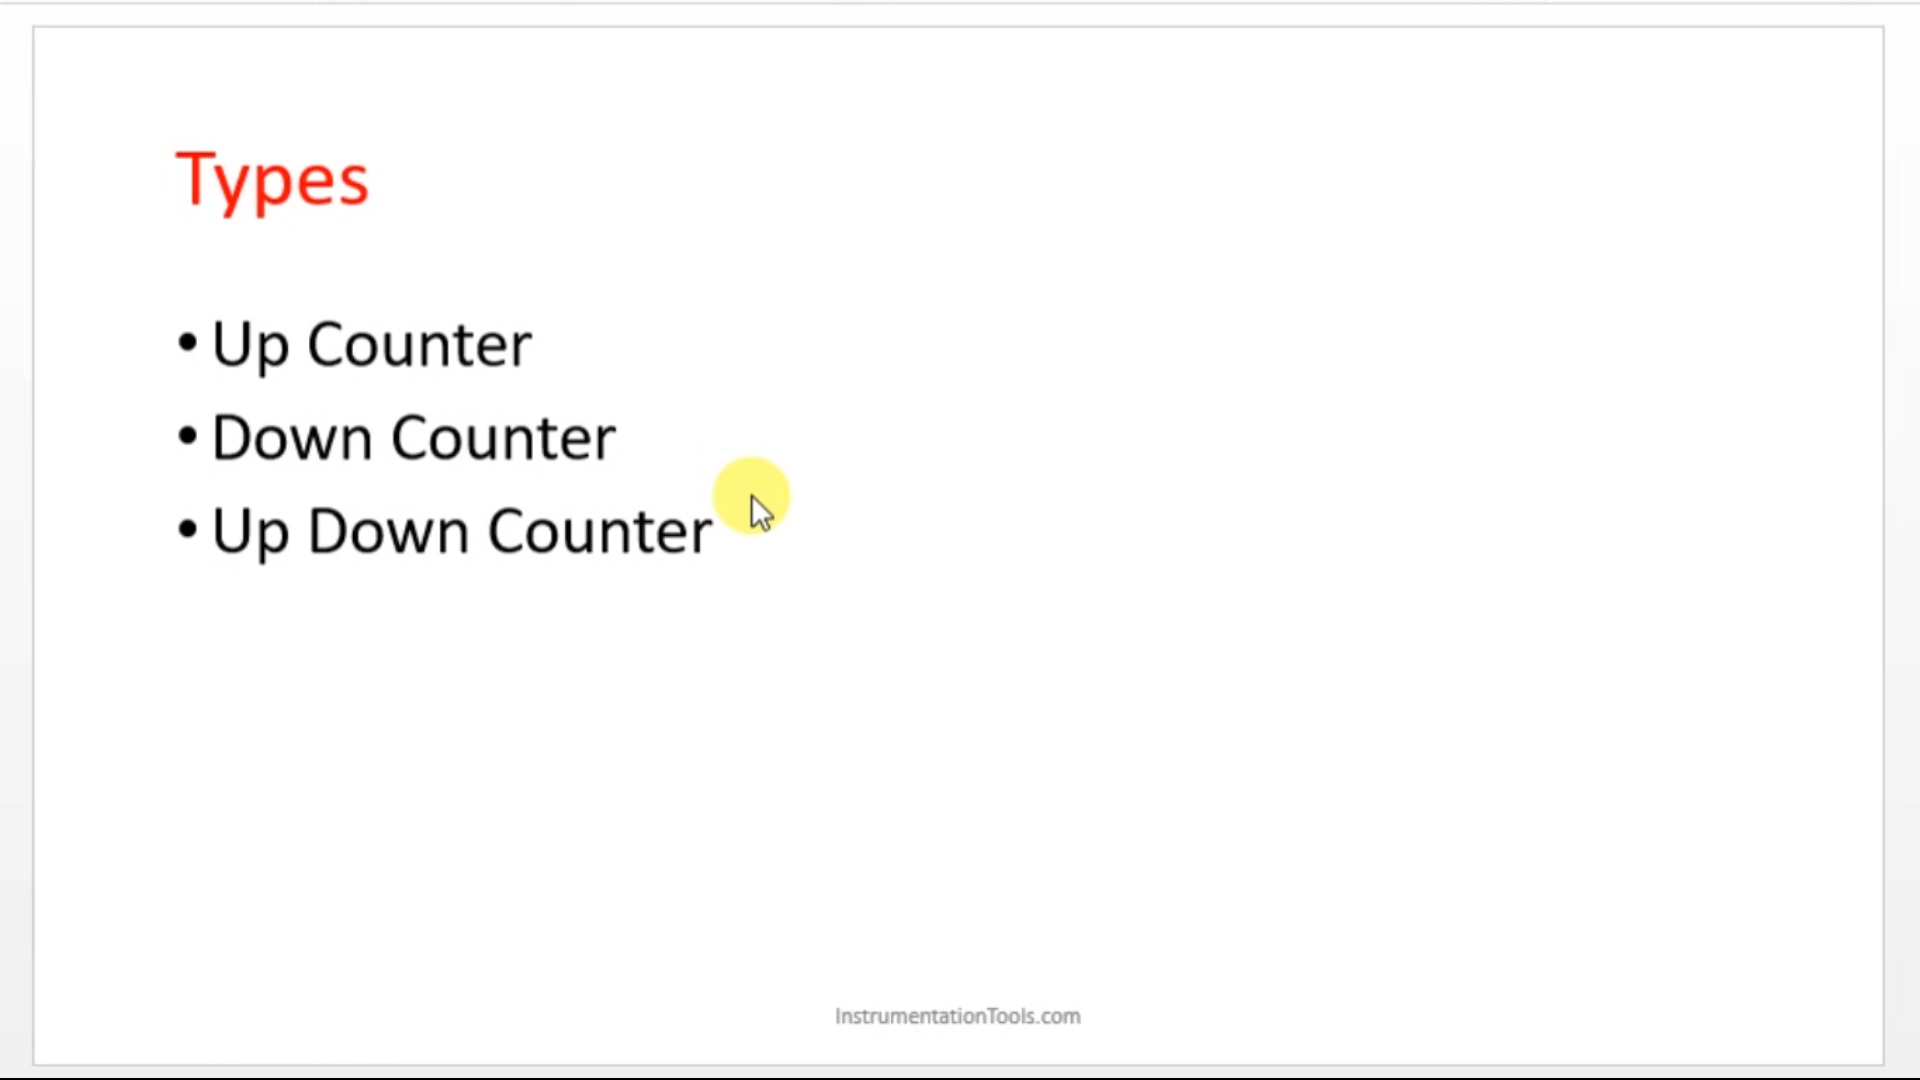 Types
• Up Counter
• Down Counter
• Up Down Counter
InstrumentationTools.com